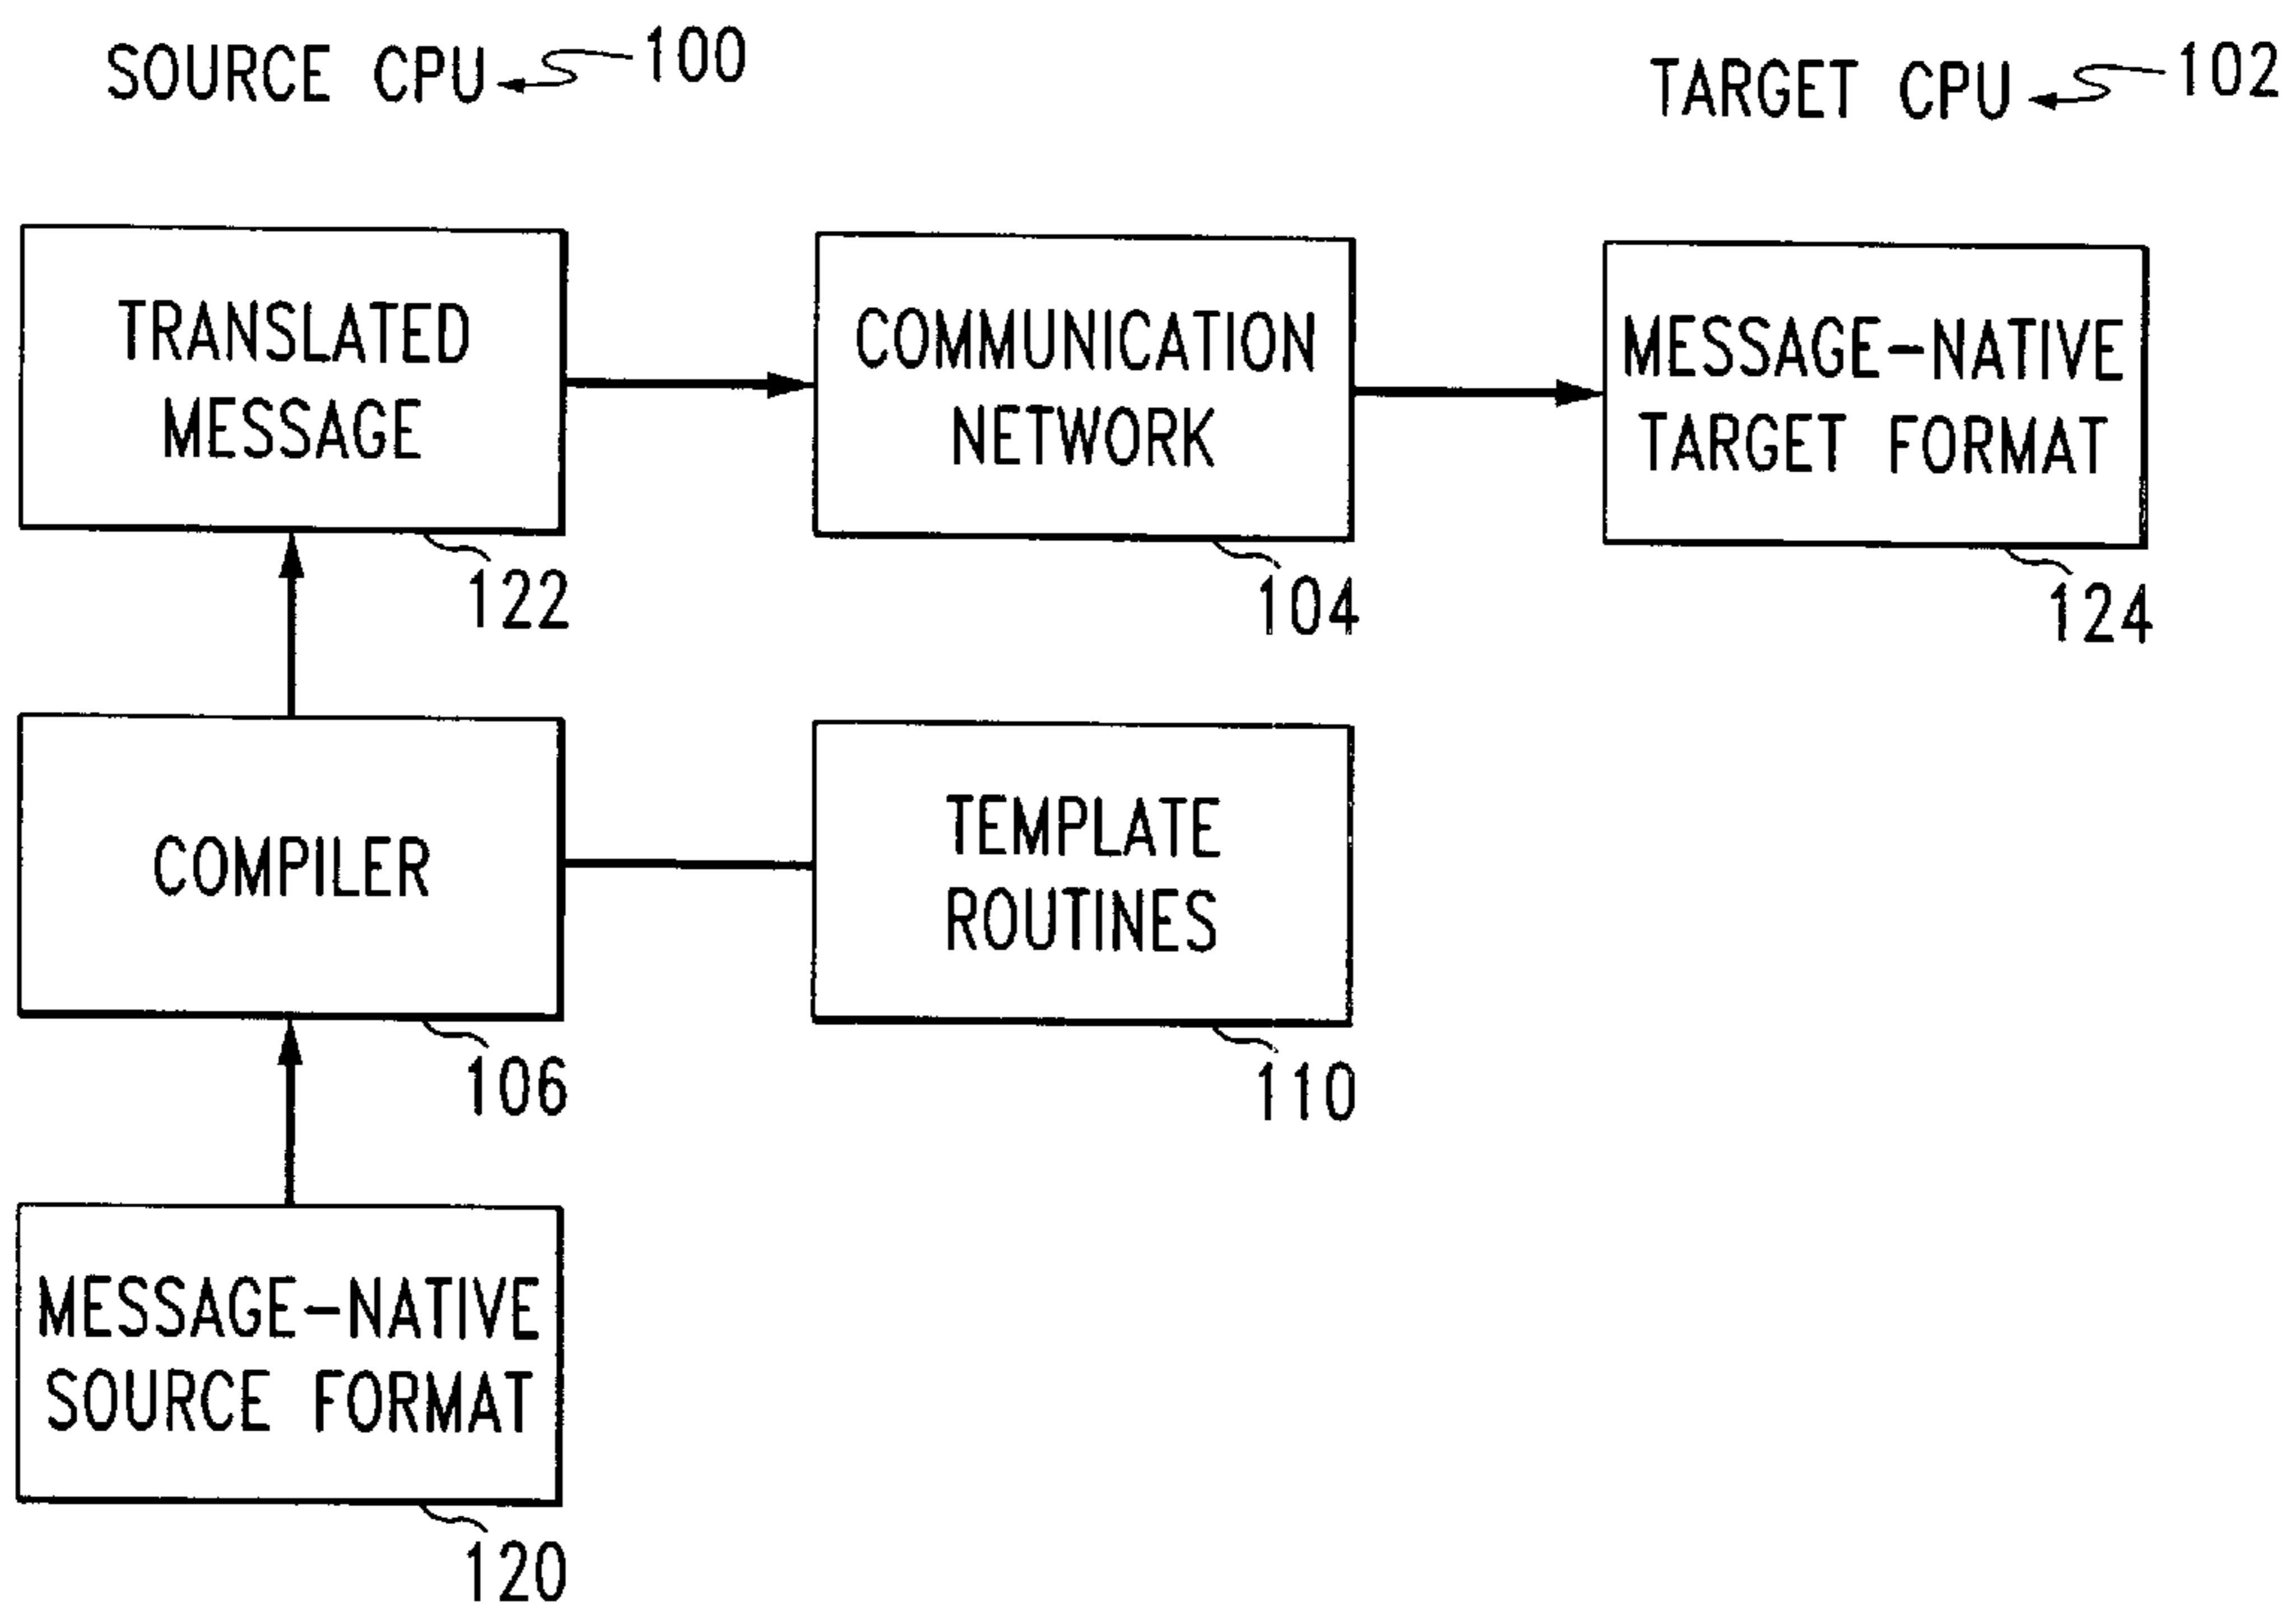 SOURCE CPU 100
TARGET CPU 102
TRANSLATED
MESSAGE
122
COMMUNICATION
NETWORK
104
MESSAGE-NATIVE
TARGET FORMAT
124
COMPILER
106
TEMPLATE
ROUTINES
110
MESSAGE-NATIVE
SOURCE FORMAT
120